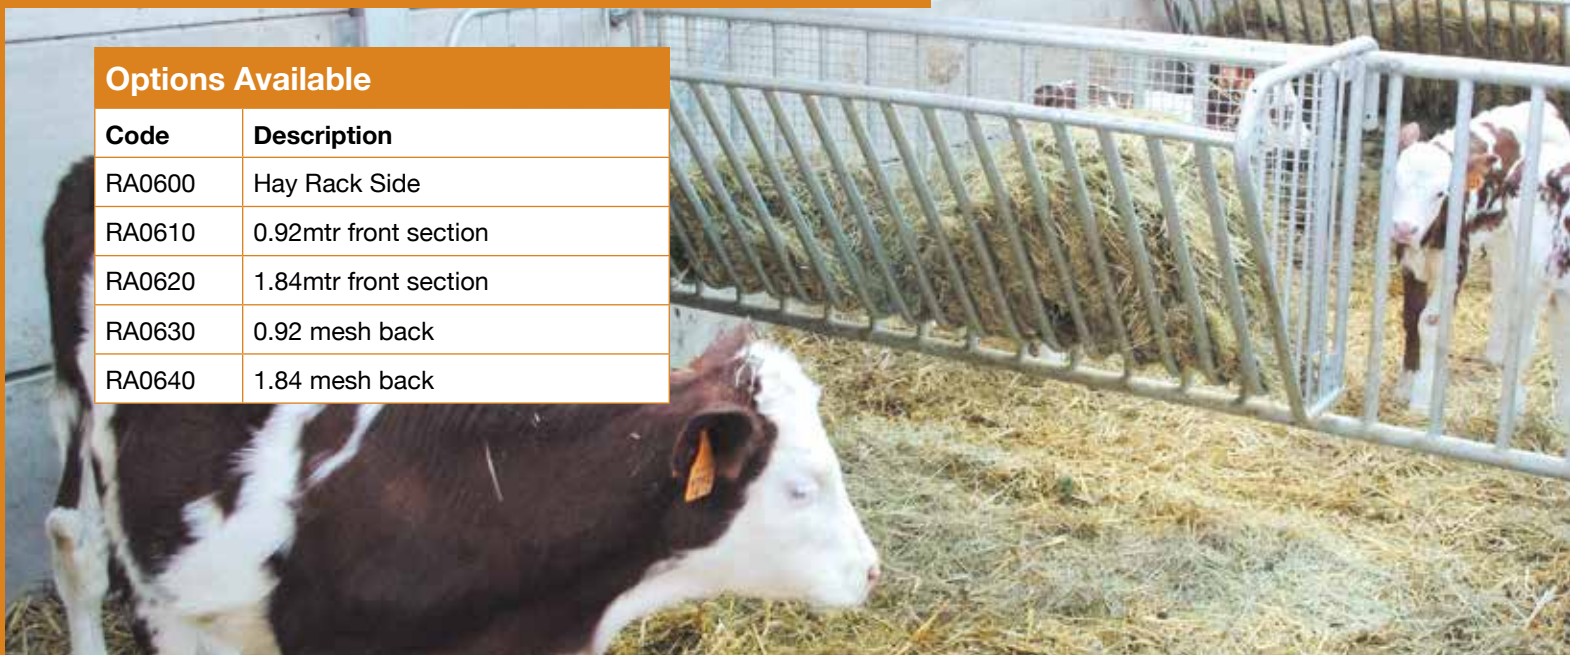 Options Available
Code Description
RA0600 Hay Rack Side
RA0610 0.92mtr front section
RA0620 1.84mtr front section
RA0630 0.92 mesh back
RA0640 1.84 mesh back